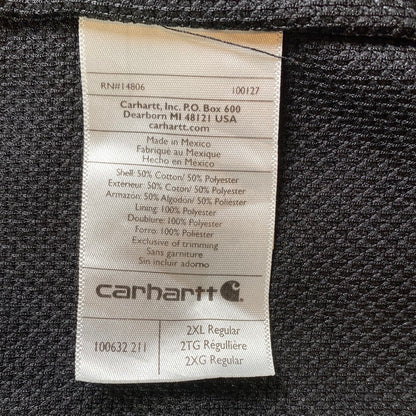 RN#14806 100127
Carhartt, Inc. P.O. Box 600
Dearborn MI 48121 USA
carhartt.com
Made in Mexico
Fabriqué au Mexique
Hecho en México
Shell: 50% Cotton/ 50% Polyester
Exterieur: 50% Coton/ 50% Polyester
Armazon: 50% Algodon/ 50% Poliester
Lining: 100% Polyester
Doublure: 100% Polyester
Forro: 100% Poliester
Exclusive of trimming
Sans garniture
Sin incluir adorno
carhartt
100632 211
2XL Regular
2TG Régullière
2XG Regular